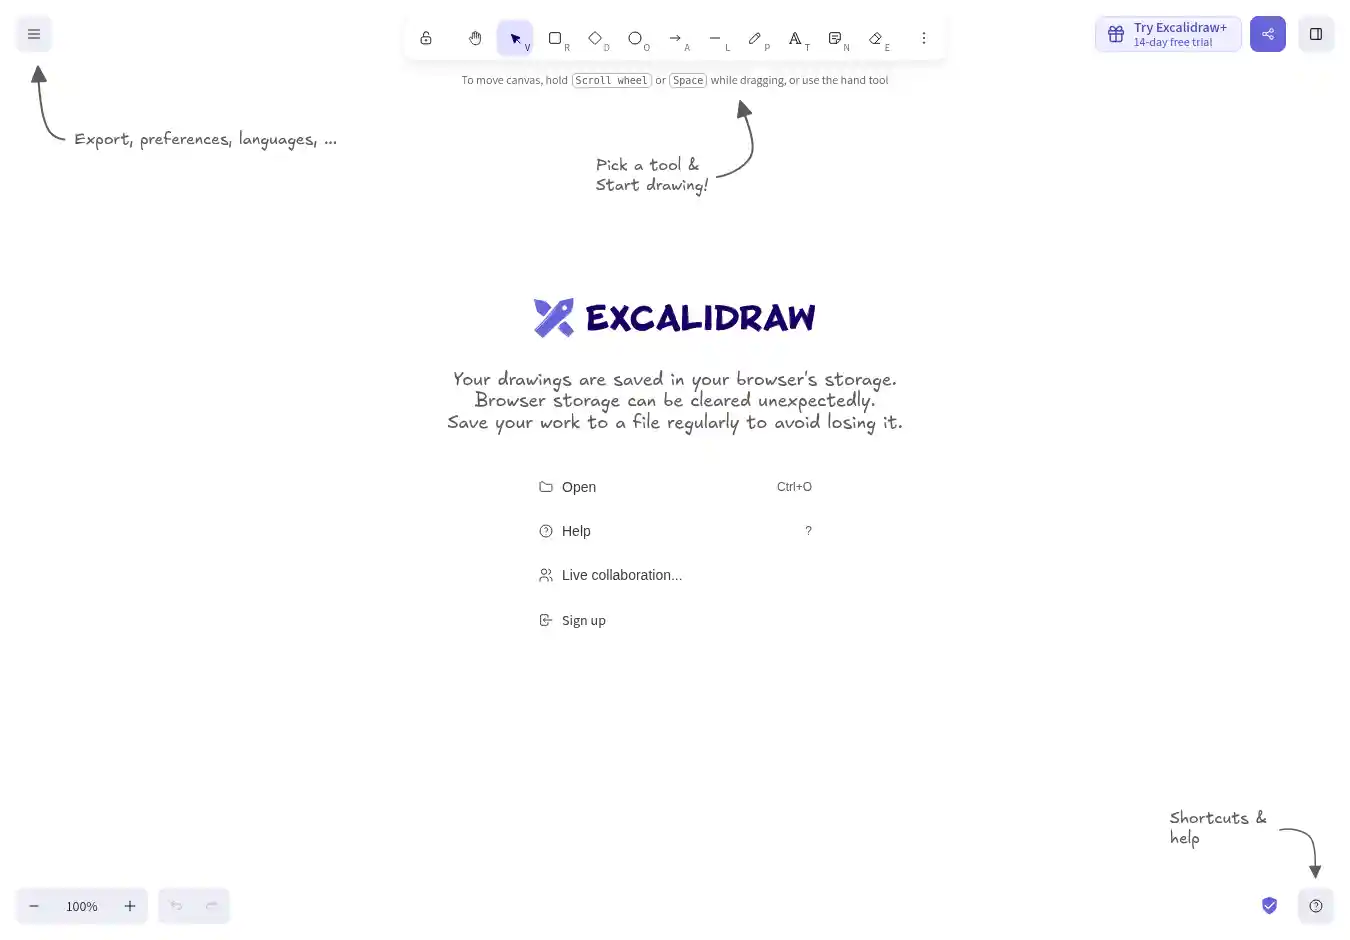 V R D O A L P T N E
Try Excalidraw+
14-day free trial
To move canvas, hold Scroll wheel or Space while dragging, or use the hand tool
Export, preferences, languages, ...
Pick a tool &
Start drawing!
EXCALIDRAW
Your drawings are saved in your browser's storage.
Browser storage can be cleared unexpectedly.
Save your work to a file regularly to avoid losing it.
Open Ctrl+O
Help ?
Live collaboration...
Sign up
Shortcuts &
help
100%